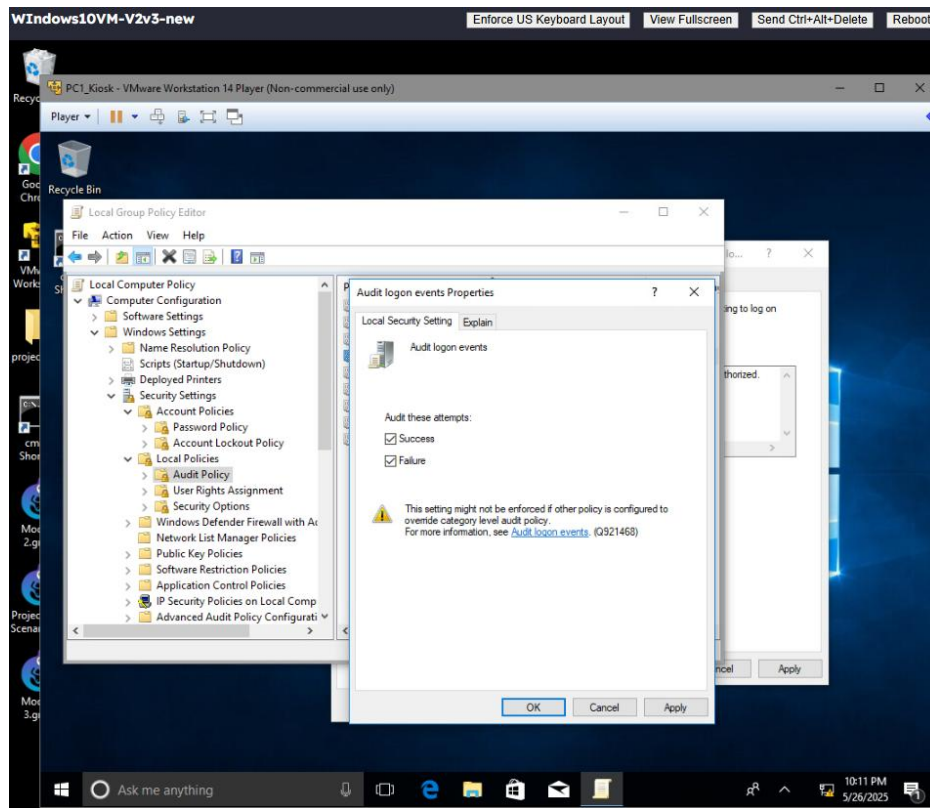 WIndows10VM-V2v3-new
Enforce US Keyboard Layout
View Fullscreen
Send Ctrl+Alt+Delete
Reboot
PC1_Kiosk - VMware Workstation 14 Player (Non-commercial use only)
Player
Recycle Bin
Local Group Policy Editor
File Action View Help
Local Computer Policy
Computer Configuration
Software Settings
Windows Settings
Name Resolution Policy
Scripts (Startup/Shutdown)
Deployed Printers
Security Settings
Account Policies
Password Policy
Account Lockout Policy
Local Policies
Audit Policy
User Rights Assignment
Security Options
Windows Defender Firewall with
Network List Manager Policies
Public Key Policies
Software Restriction Policies
Application Control Policies
IP Security Policies on Local Comp
Advanced Audit Policy Configurati
Audit logon events Properties
Local Security Setting
Explain
Audit logon events
Audit these attempts:
Success
Failure
This setting might not be enforced if other policy is configured to
override category level audit policy.
For more information, see Audit logon events. (Q921468)
OK
Cancel
Apply
to log on
Apply
Ask me anything
10:11 PM
5/26/2025